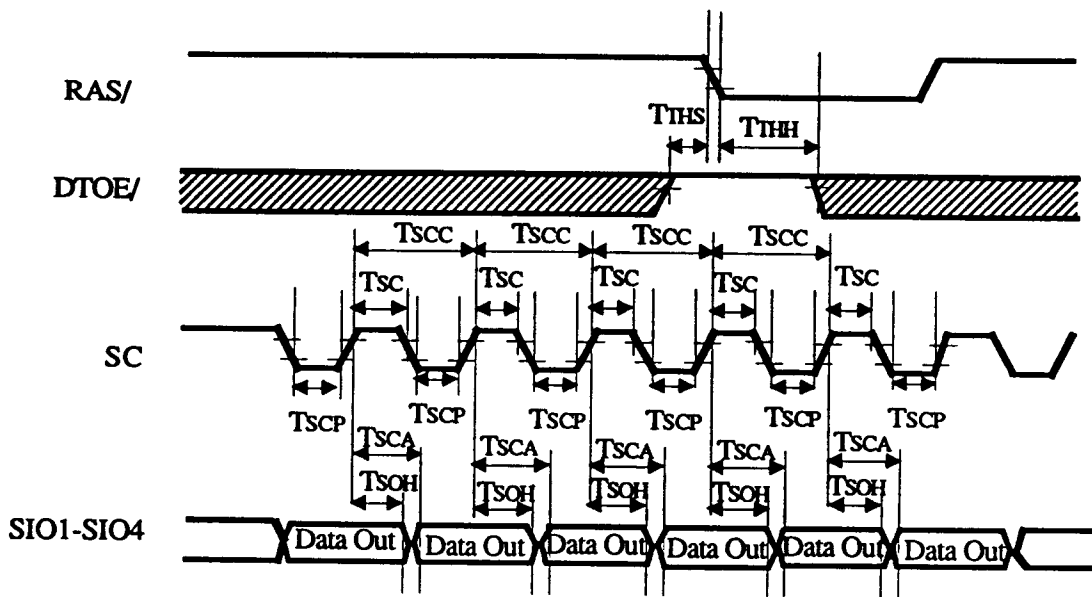 RAS/
TTHS TTHH
DTOE/
TSCC TSCC TSCC TSCC
TSC TSC TSC TSC TSC
SC
TSCP TSCP TSCP TSCP TSCP TSCP
TSCA TSCA TSCA TSCA TSCA
TSOH TSOH TSOH TSOH TSOH
SIO1-SIO4 Data Out Data Out Data Out Data Out Data Out Data Out